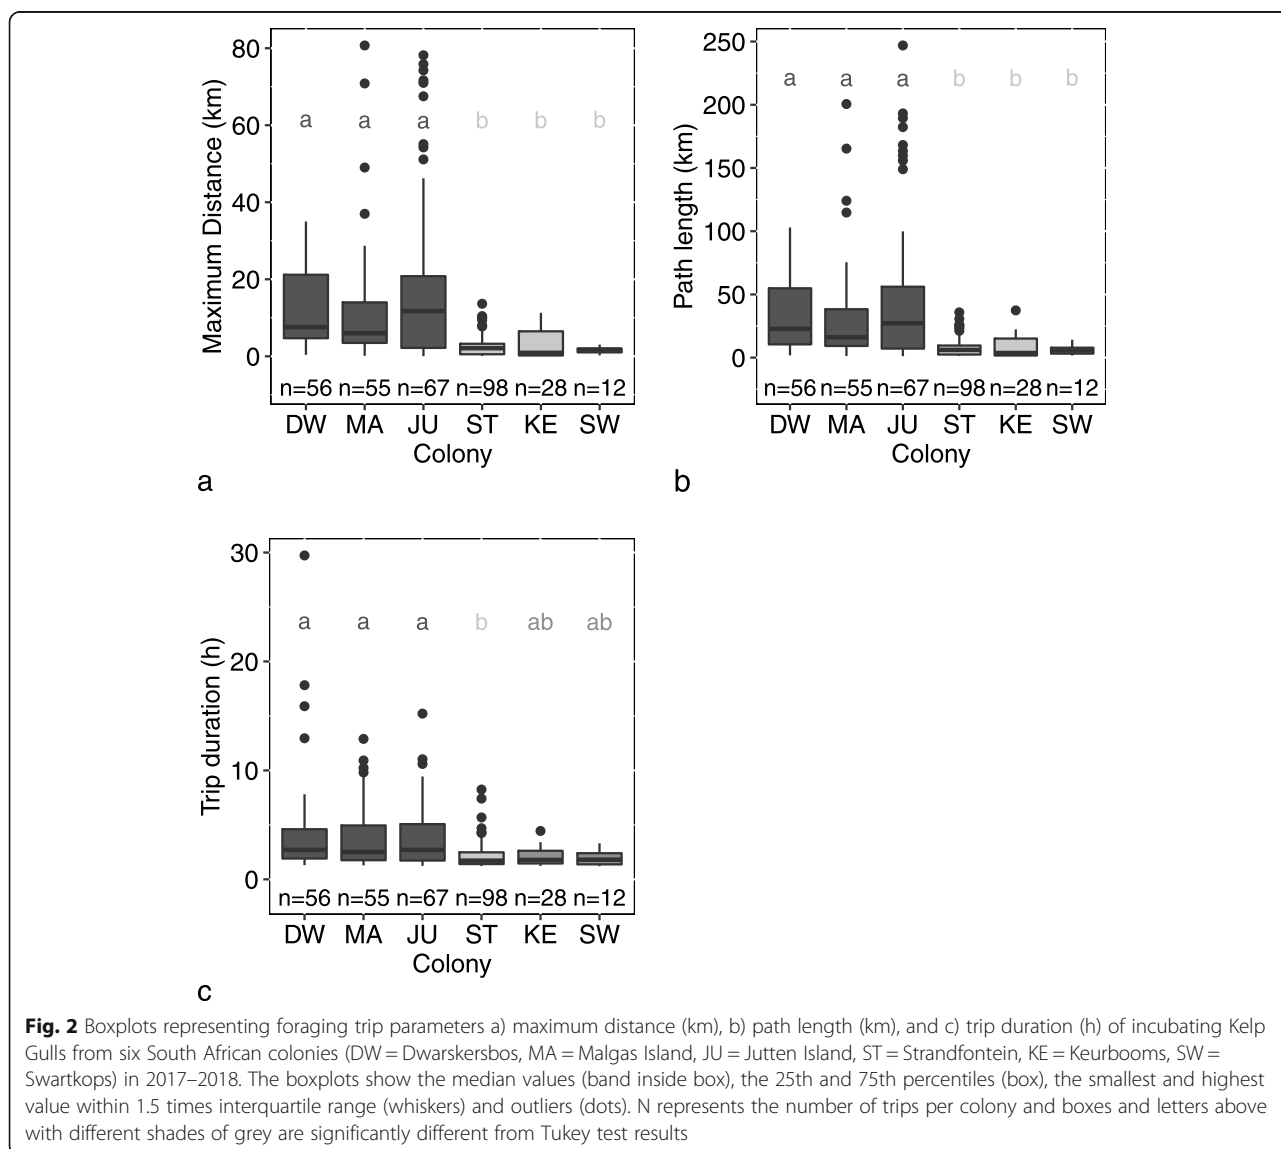 80
60
40
20
0
Maximum Distance (km)
a a a b b b
n=56 n=55 n=67 n=98 n=28 n=12
DW MA JU ST KE SW
Colony
a
250
200
150
100
50
0
Path length (km)
a a a b b b
n=56 n=55 n=67 n=98 n=28 n=12
DW MA JU ST KE SW
Colony
b
30
20
10
0
Trip duration (h)
a a a b ab ab
n=56 n=55 n=67 n=98 n=28 n=12
DW MA JU ST KE SW
Colony
c
Fig. 2 Boxplots representing foraging trip parameters a) maximum distance (km), b) path length (km), and c) trip duration (h) of incubating Kelp
Gulls from six South African colonies (DW = Dwarskersbos, MA = Malgas Island, JU = Jutten Island, ST = Strandfontein, KE = Keurbooms, SW =
Swartkops) in 2017–2018. The boxplots show the median values (band inside box), the 25th and 75th percentiles (box), the smallest and highest
value within 1.5 times interquartile range (whiskers) and outliers (dots). N represents the number of trips per colony and boxes and letters above
with different shades of grey are significantly different from Tukey test results